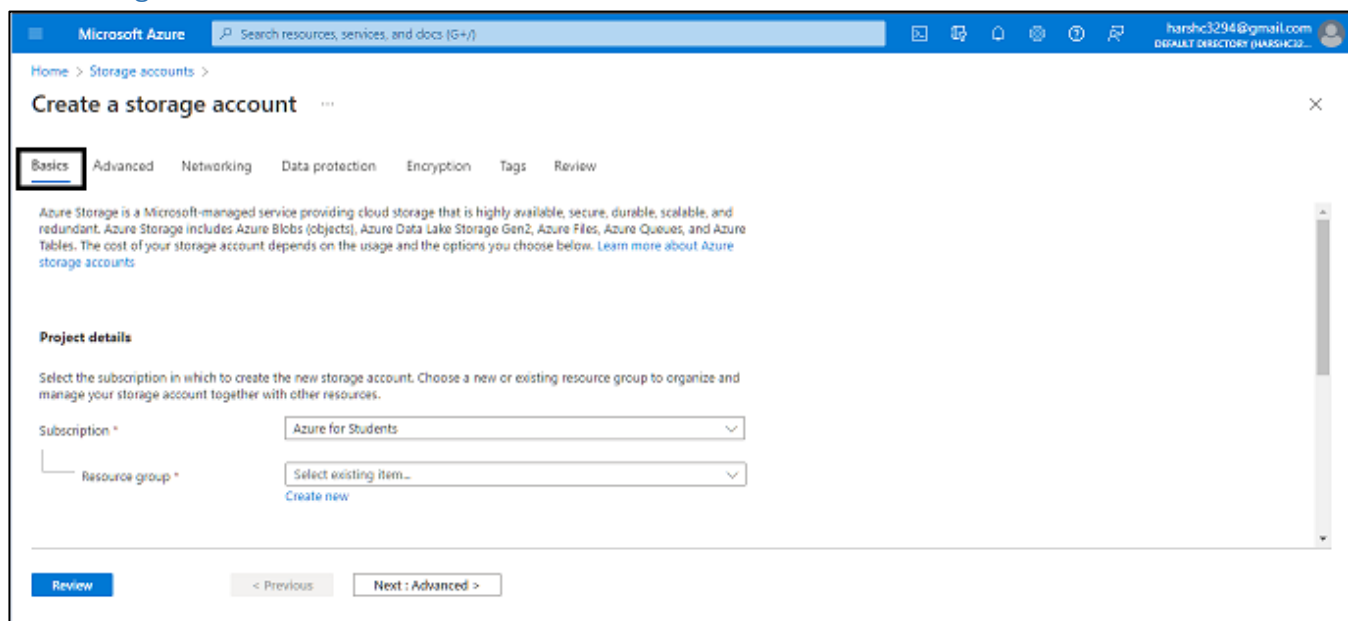 Microsoft Azure
Search resources, services, and docs (G+/)
harshc3294@gmail.com
DEFAULT DIRECTORY (HARSHC32...
Home > Storage accounts >
Create a storage account ...
Basics Advanced Networking Data protection Encryption Tags Review
Azure Storage is a Microsoft-managed service providing cloud storage that is highly available, secure, durable, scalable, and
redundant. Azure Storage includes Azure Blobs (objects), Azure Data Lake Storage Gen2, Azure Files, Azure Queues, and Azure
Tables. The cost of your storage account depends on the usage and the options you choose below. Learn more about Azure
storage accounts
Project details
Select the subscription in which to create the new storage account. Choose a new or existing resource group to organize and
manage your storage account together with other resources.
Subscription *
Azure for Students
Resource group *
Select existing item...
Create new
Review
< Previous
Next : Advanced >